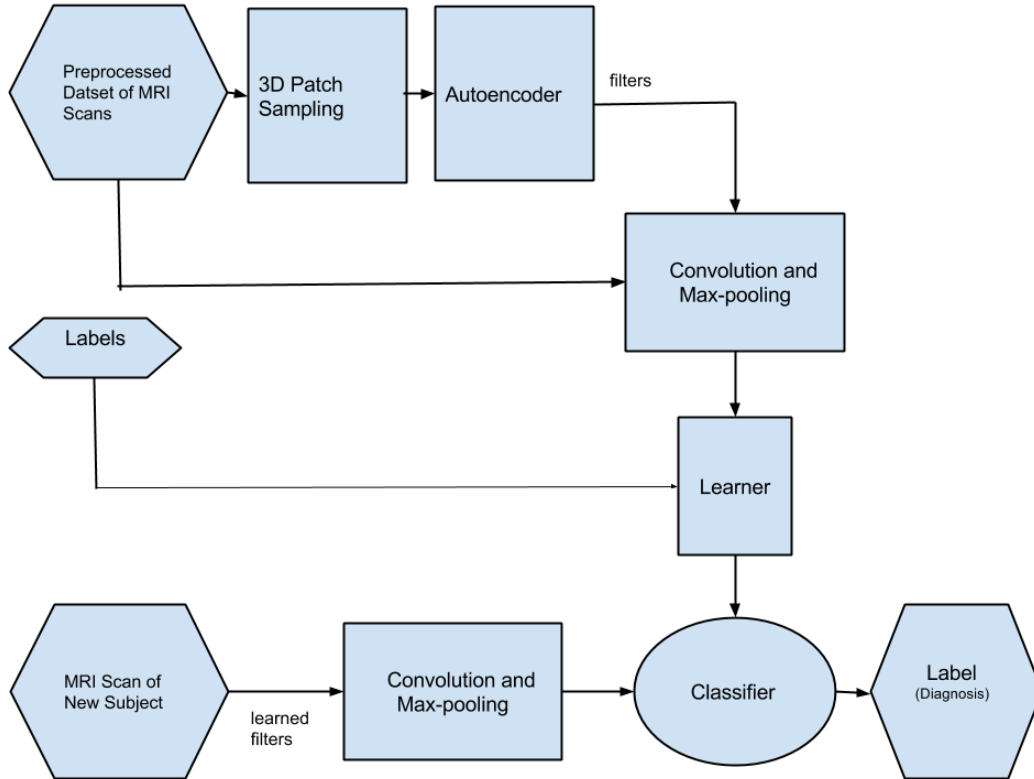 Preprocessed
Datset of MRI
Scans
3D Patch
Sampling
Autoencoder
filters
Convolution and
Max-pooling
Labels
Learner
MRI Scan of
New Subject
learned
filters
Convolution and
Max-pooling
Classifier
Label
(Diagnosis)